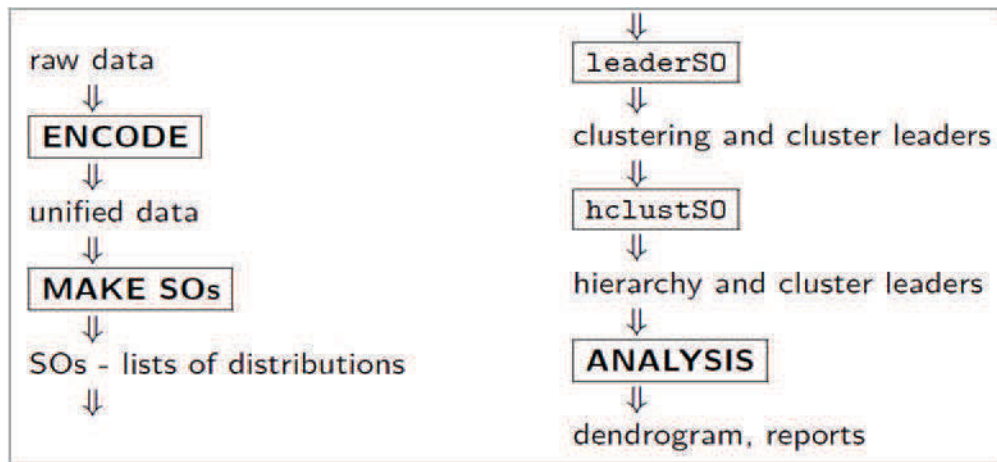 raw data
⇓
ENCODE
⇓
unified data
⇓
MAKE SOs
⇓
SOs - lists of distributions
⇓
⇓
leaderSO
⇓
clustering and cluster leaders
⇓
hclustSO
⇓
hierarchy and cluster leaders
⇓
ANALYSIS
⇓
dendrogram, reports